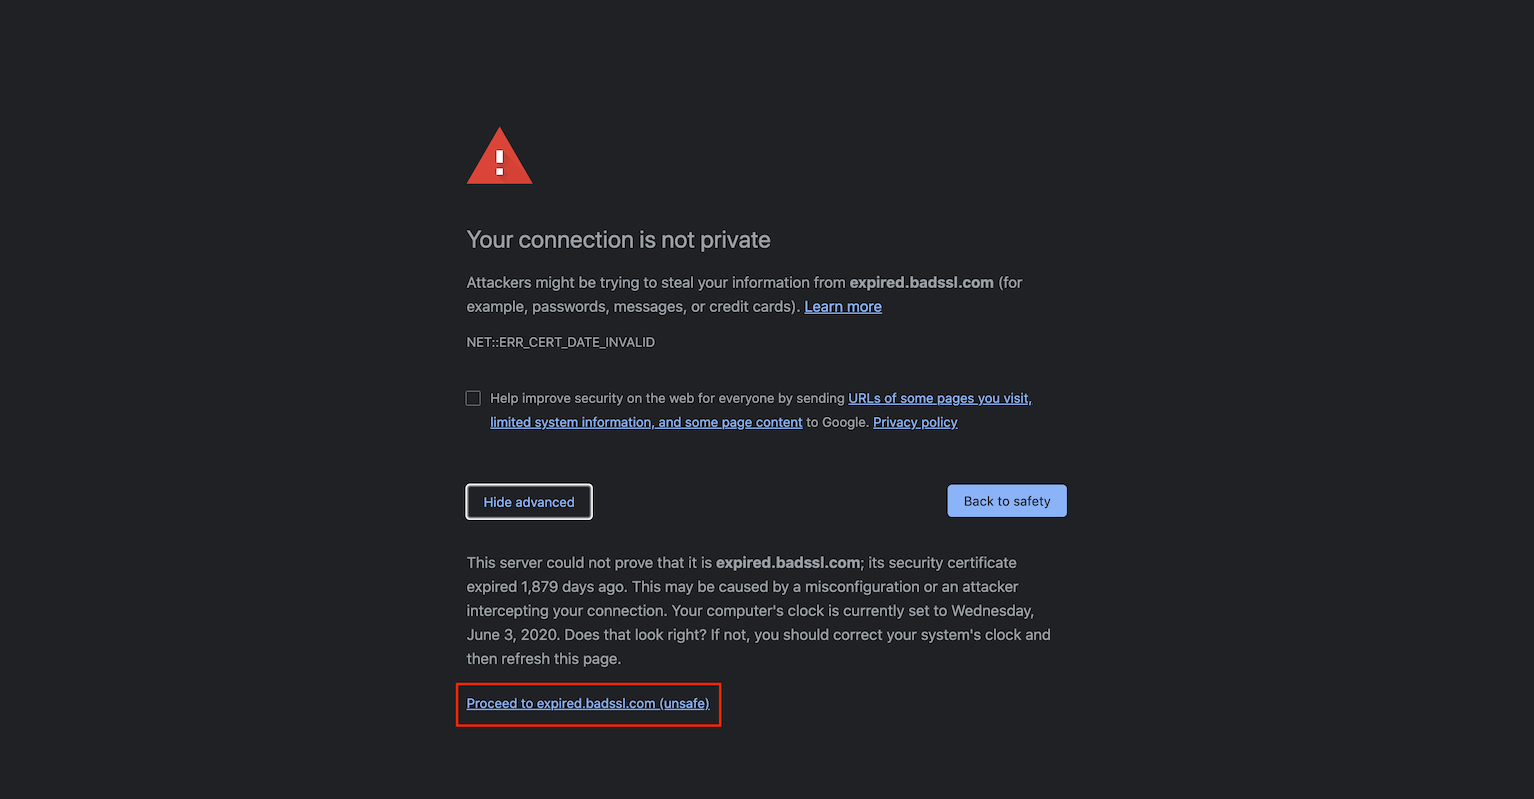 Your connection is not private
Attackers might be trying to steal your information from expired.badssl.com (for
example, passwords, messages, or credit cards). Learn more
NET::ERR_CERT_DATE_INVALID
Help improve security on the web for everyone by sending URLs of some pages you visit,
limited system information, and some page content to Google. Privacy policy
Hide advanced
Back to safety
This server could not prove that it is expired.badssl.com; its security certificate
expired 1,879 days ago. This may be caused by a misconfiguration or an attacker
intercepting your connection. Your computer's clock is currently set to Wednesday,
June 3, 2020. Does that look right? If not, you should correct your system's clock and
then refresh this page.
Proceed to expired.badssl.com (unsafe)